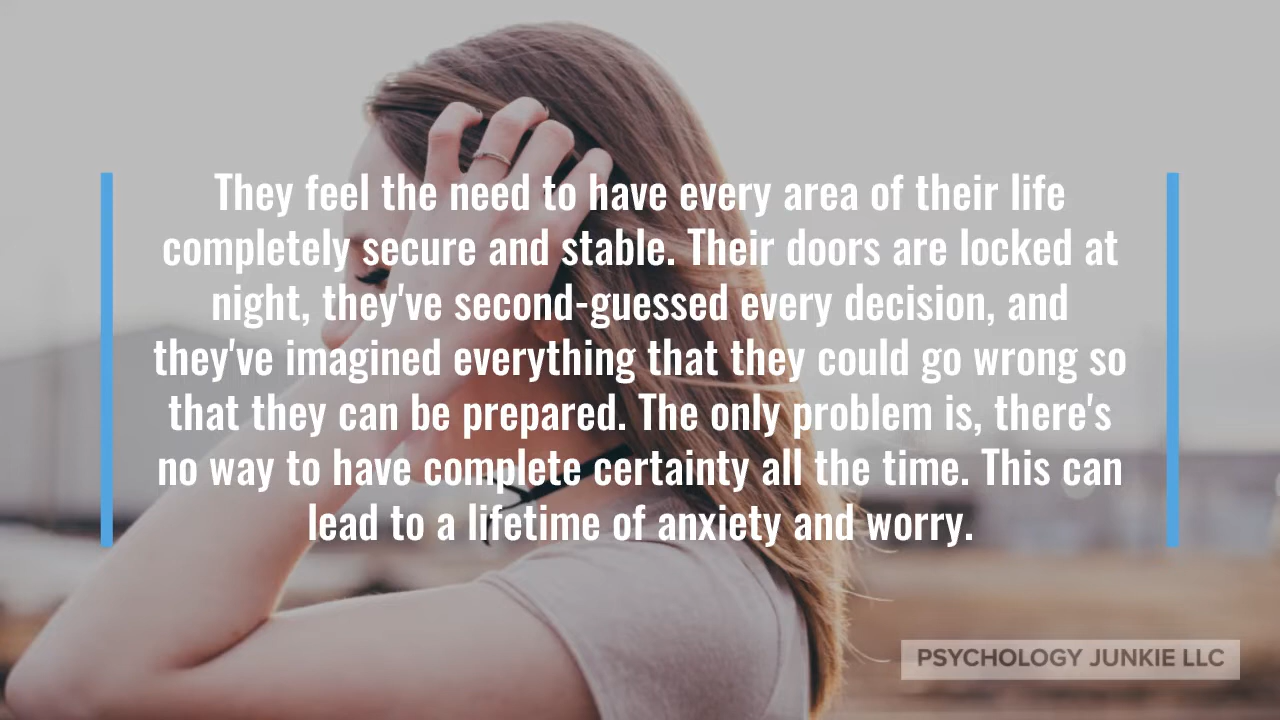 They feel the need to have every area of their life
completely secure and stable. Their doors are locked at
night, they've second-guessed every decision, and
they've imagined everything that they could go wrong so
that they can be prepared. The only problem is, there's
no way to have complete certainty all the time. This can
lead to a lifetime of anxiety and worry.
PSYCHOLOGY JUNKIE LLC